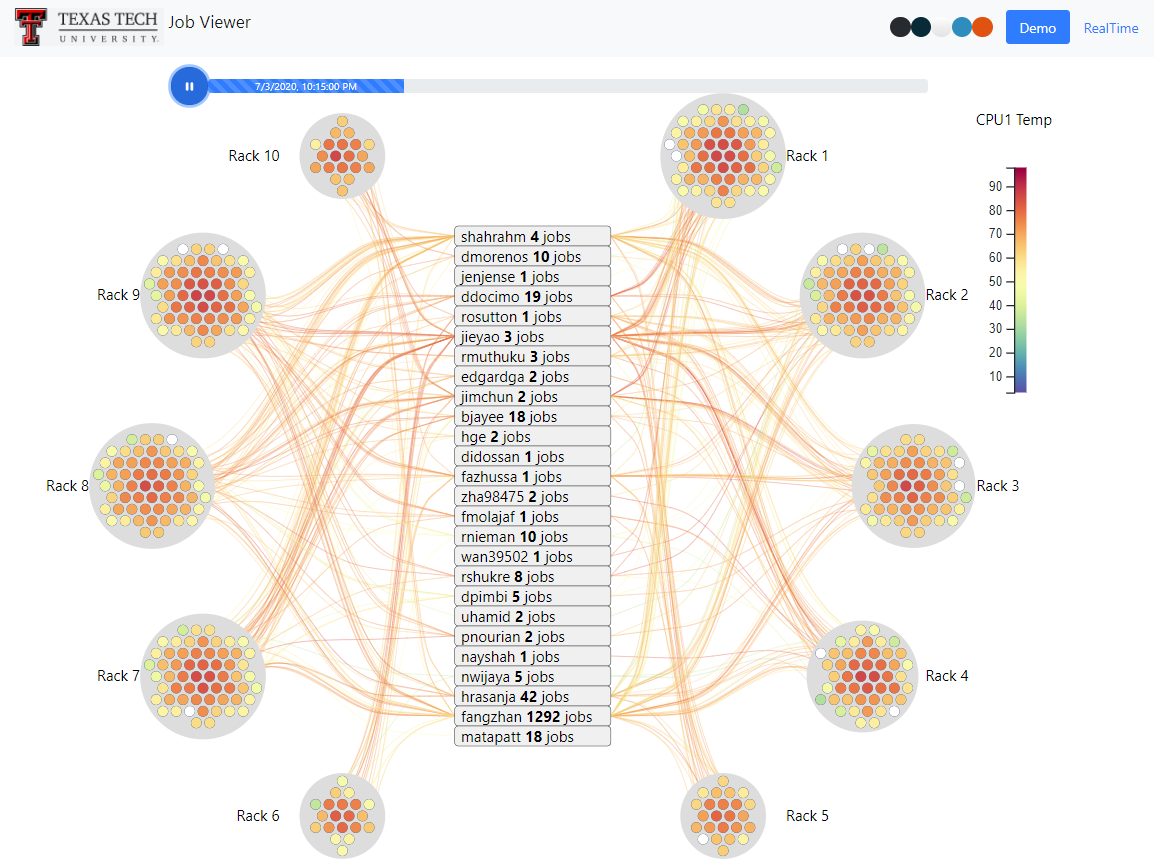 TEXAS TECH
UNIVERSITY.
Job Viewer
Demo
RealTime
7/3/2020, 10:15:00 PM
CPU1 Temp
90
80
70
60
50
40
30
20
10
Rack 10
Rack 1
Rack 9
Rack 2
Rack 8
Rack 3
Rack 7
Rack 4
Rack 6
Rack 5
shahrahm 4 jobs
dmorenos 10 jobs
jenjense 1 jobs
ddocimo 19 jobs
rosutton 1 jobs
jieyao 3 jobs
rmuthuku 3 jobs
edgardga 2 jobs
jimchun 2 jobs
bjayee 18 jobs
hge 2 jobs
didossan 1 jobs
fazhussa 1 jobs
zha98475 2 jobs
fmolajaf 1 jobs
rnieman 10 jobs
wan39502 1 jobs
rshukre 8 jobs
dpimbi 5 jobs
uhamid 2 jobs
pnourian 2 jobs
nayshah 1 jobs
nwijaya 5 jobs
hrasanja 42 jobs
fangzhan 1292 jobs
matapatt 18 jobs